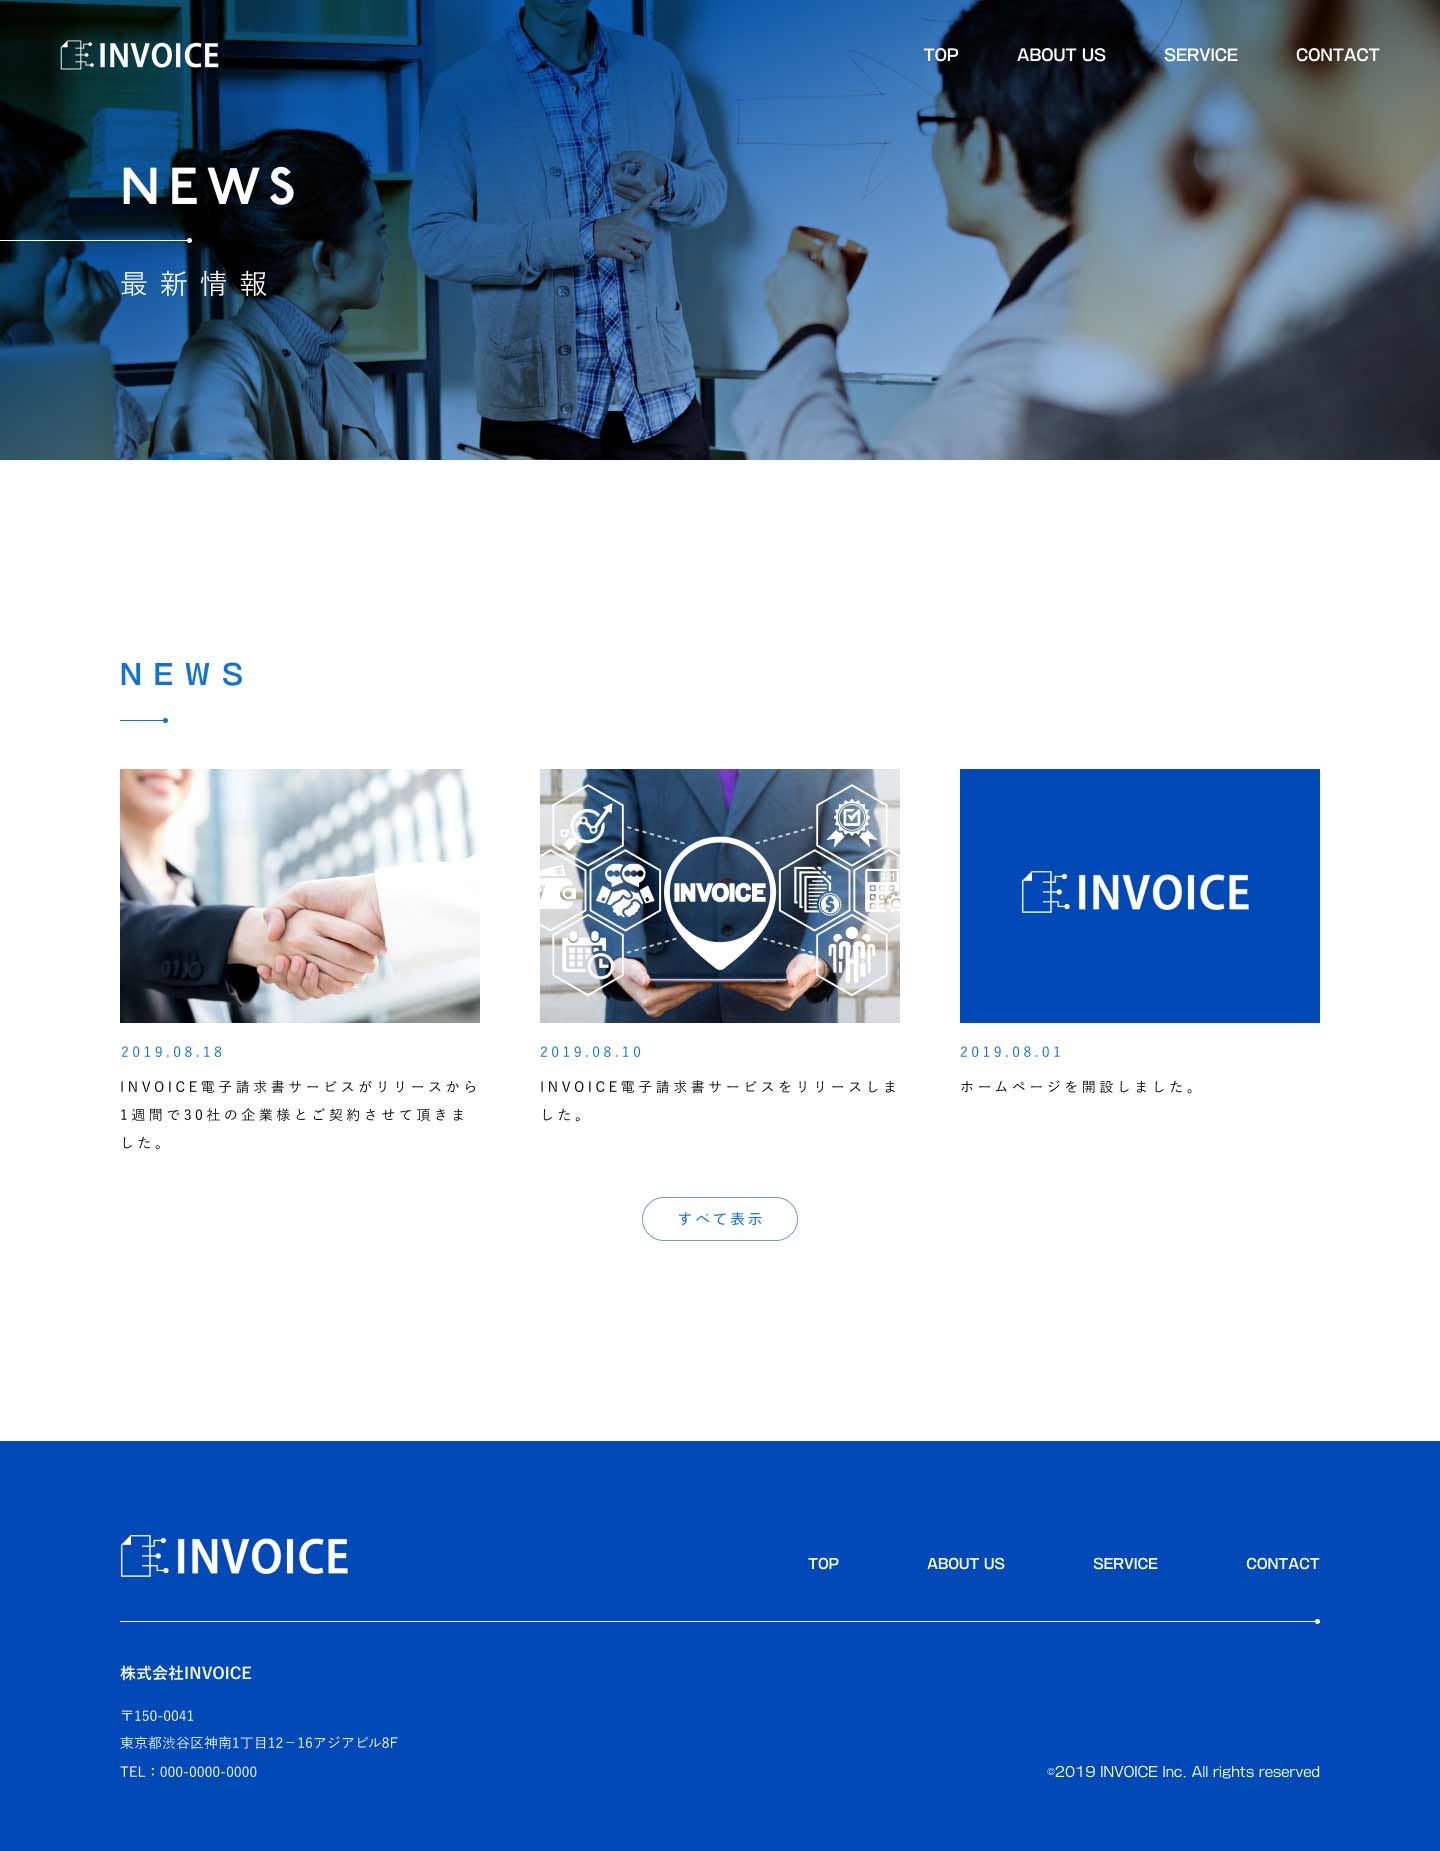 INVOICE
TOP ABOUT US SERVICE CONTACT
NEWS
最新情報
NEWS
INVOICE
INVOICE
2019.08.18
INVOICE電子請求書サービスがリリースから
1週間で30社の企業様とご契約させて頂きま
した。
2019.08.10
INVOICE電子請求書サービスをリリースしま
した。
2019.08.01
ホームページを開設しました。
すべて表示
INVOICE
TOP ABOUT US SERVICE CONTACT
株式会社INVOICE
〒150-0041
東京都渋谷区神南1丁目12−16アジアビル8F
TEL：000-0000-0000
©2019 INVOICE Inc. All rights reserved